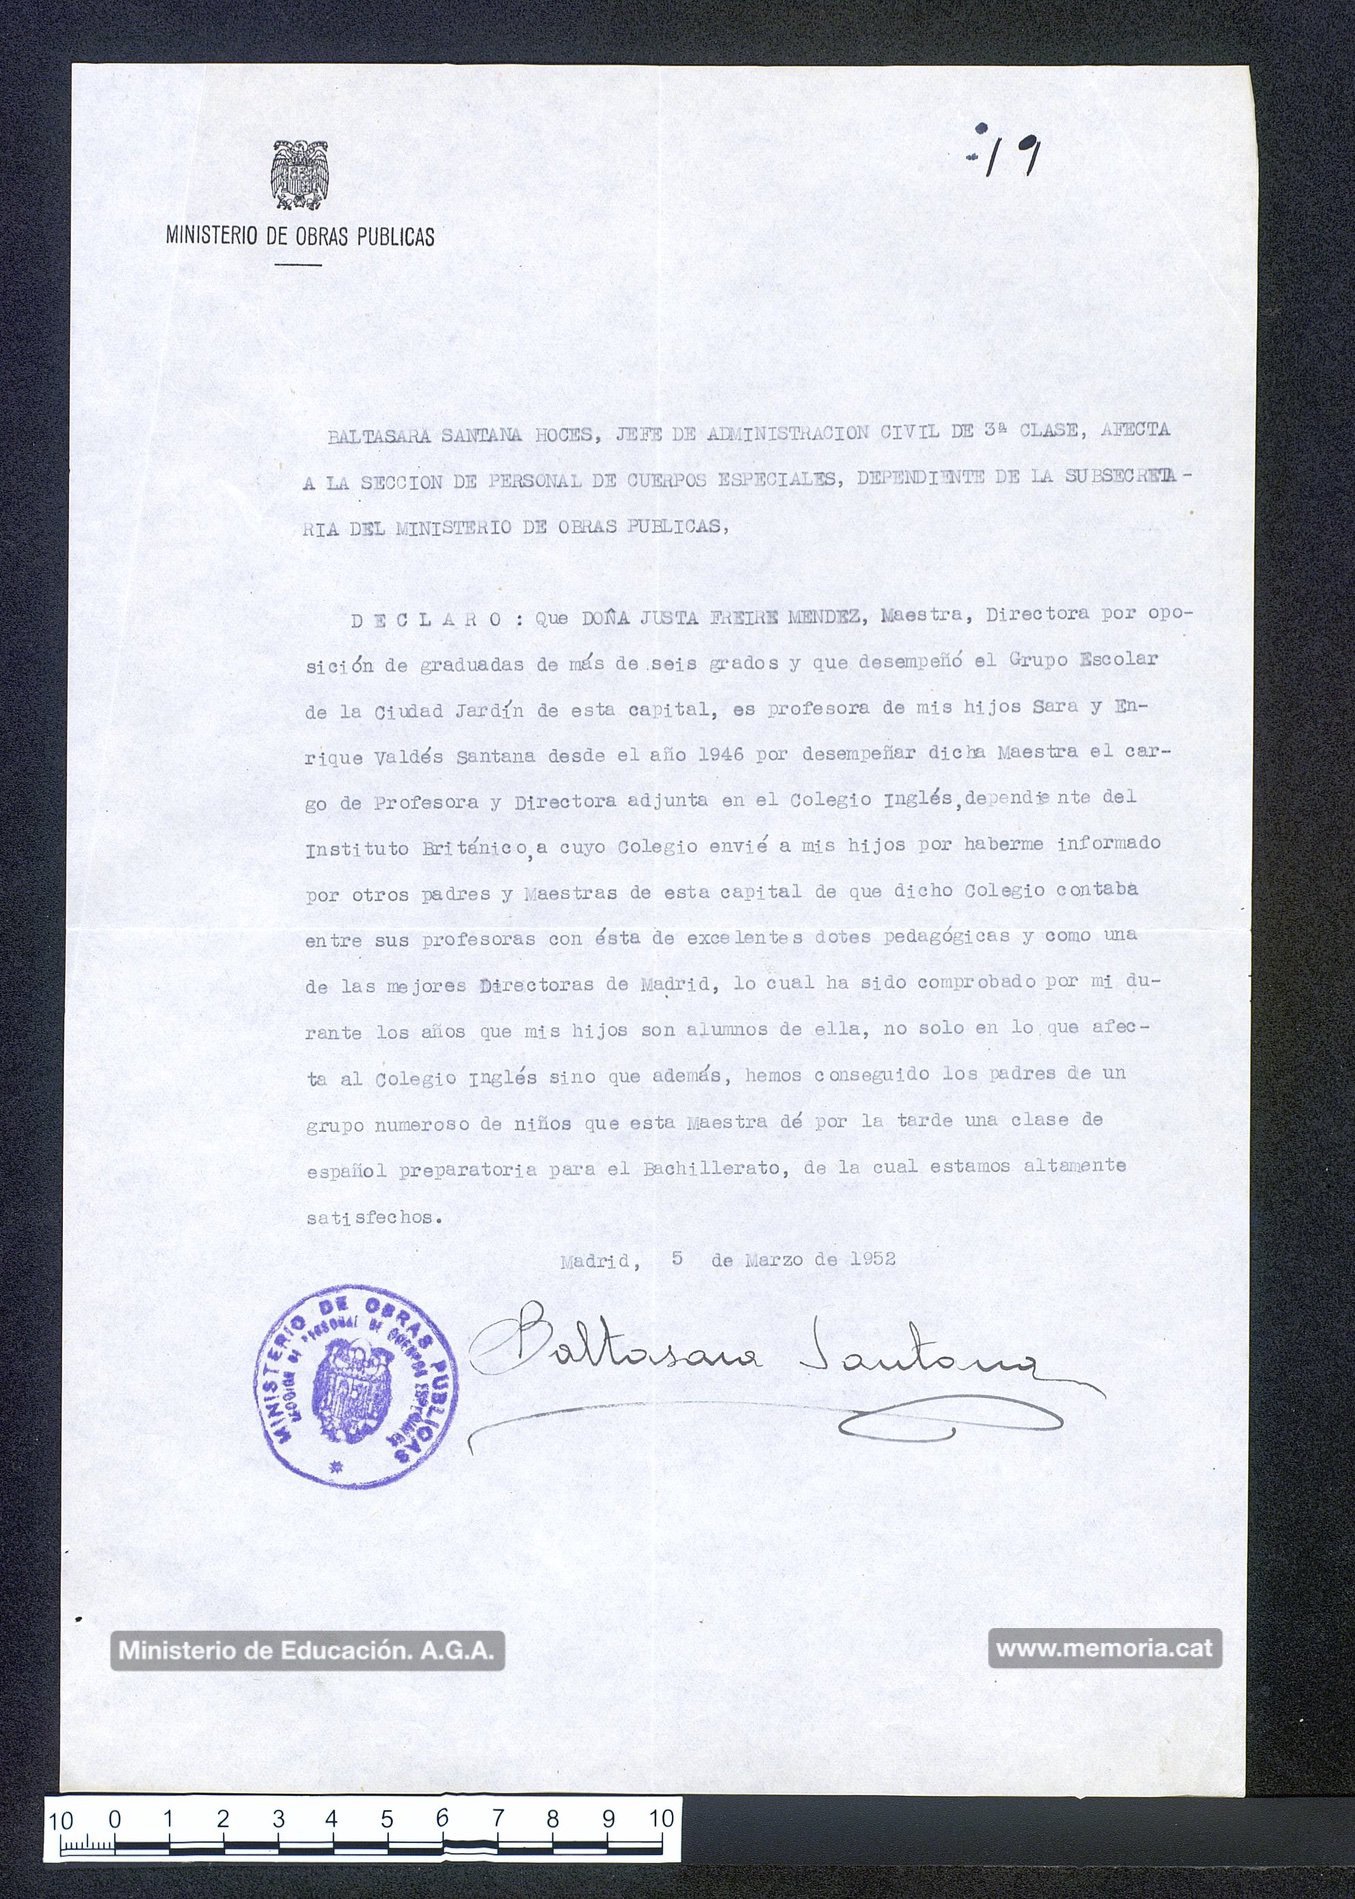 19
MINISTERIO DE OBRAS PUBLICAS
BALTASARA SANTANA HOCES, JEFE DE ADMINISTRACION CIVIL DE 3ª CLASE, AFECTA
A LA SECCION DE PERSONAL DE CUERPOS ESPECIALES, DEPENDIENTE DE LA SUBSECRETA-
RIA DEL MINISTERIO DE OBRAS PUBLICAS,
D E C L A R O : Que DOÑA JUSTA FREIRE MENDEZ, Maestra, Directora por opo-
sición de graduadas de más de seis grados y que desempeñó el Grupo Escolar
de la Ciudad Jardín de esta capital, es profesora de mis hijos Sara y En-
rique Valdés Santana desde el año 1946 por desempeñar dicha Maestra el car-
go de Profesora y Directora adjunta en el Colegio Inglés, dependiente del
Instituto Británico, a cuyo Colegio envié a mis hijos por haberme informado
por otros padres y Maestras de esta capital de que dicho Colegio contaba
entre sus profesoras con ésta de excelentes dotes pedagógicas y como una
de las mejores Directoras de Madrid, lo cual ha sido comprobado por mi du-
rante los años que mis hijos son alumnos de ella, no solo en lo que afec-
ta al Colegio Inglés sino que además, hemos conseguido los padres de un
grupo numeroso de niños que esta Maestra dé por la tarde una clase de
español preparatoria para el Bachillerato, de la cual estamos altamente
satisfechos.
Madrid, 5 de Marzo de 1952
Baltasara Santana
MINISTERIO DE OBRAS PUBLICAS
SECCION DE PERSONAL DE CUERPOS ESPECIALES
Ministerio de Educación. A.G.A.
www.memoria.cat
10 0 1 2 3 4 5 6 7 8 9 10